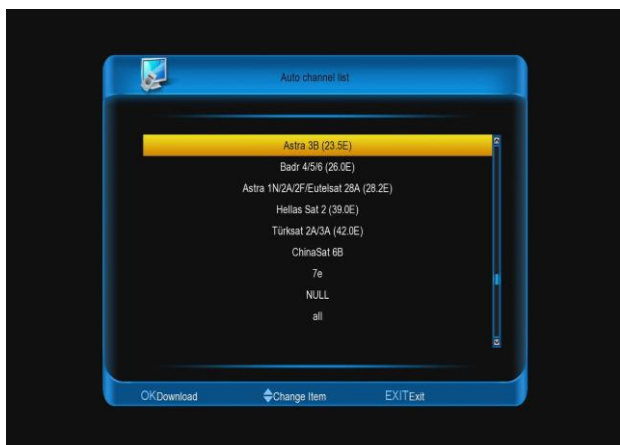 Auto channel list
Astra 3B (23.5E)
Badr 4/5/6 (26.0E)
Astra 1N/2A/2F/Eutelsat 28A (28.2E)
Hellas Sat 2 (39.0E)
Türksat 2A/3A (42.0E)
ChinaSat 6B
7e
NULL
all
OKDownload Change Item EXITExit